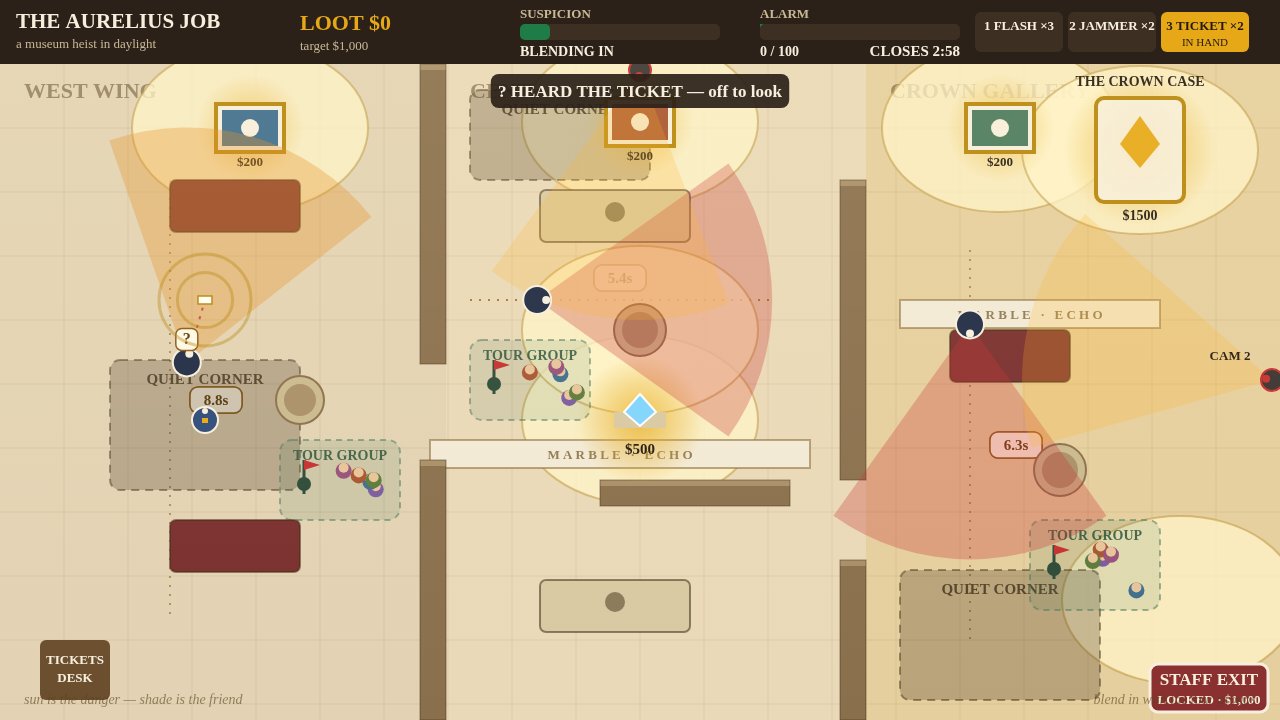 THE AURELIUS JOB
a museum heist in daylight
LOOT $0
target $1,000
SUSPICION
BLENDING IN
ALARM
0 / 100
CLOSES 2:58
1 FLASH ×3
2 JAMMER ×2
3 TICKET ×2
IN HAND
WEST WING
? HEARD THE TICKET — off to look
CROWN GALLERY
THE CROWN CASE
QUIET CORNER
$200
$200
$200
$1500
5.4s
?
QUIET CORNER
8.8s
TOUR GROUP
MARBLE · ECHO
CAM 2
TOUR GROUP
$500
MARBLE · ECHO
6.3s
TOUR GROUP
QUIET CORNER
TICKETS
DESK
sun is the danger — shade is the friend
blend in w
STAFF EXIT
LOCKED · $1,000